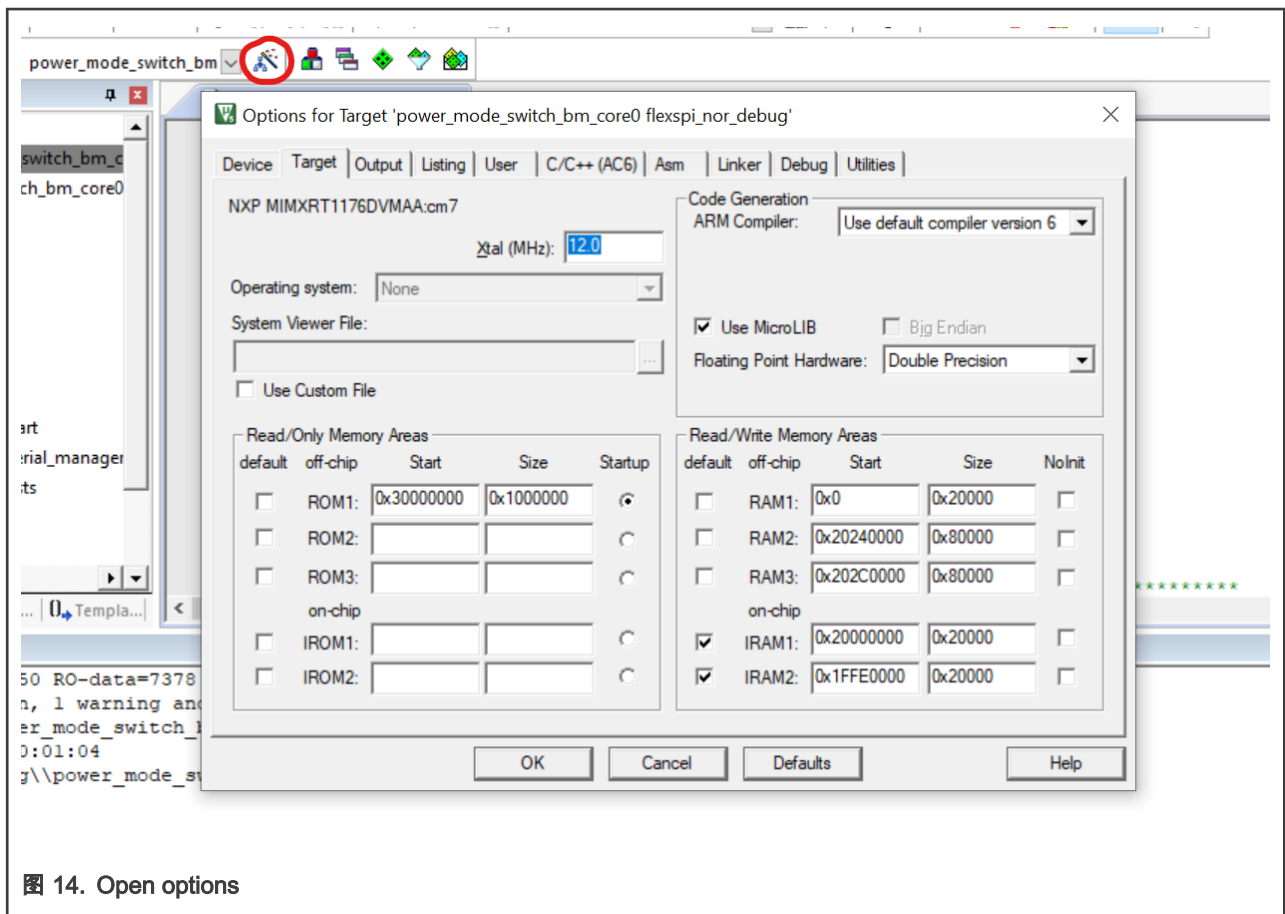 power_mode_switch_bm
Options for Target 'power_mode_switch_bm_core0 flexspi_nor_debug'
switch_bm_c
ch_bm_core0
Device Target Output Listing User C/C++ (AC6) Asm Linker Debug Utilities
NXP MIMXRT1176DVMAA:cm7
Xtal (MHz): 12.0
Operating system: None
System Viewer File:
...
Use Custom File
Code Generation
ARM Compiler: Use default compiler version 6
Use MicroLIB Big Endian
Floating Point Hardware: Double Precision
art
erial_manager
sts
Read/Only Memory Areas
default off-chip Start Size Startup
ROM1: 0x30000000 0x1000000
ROM2:
ROM3:
on-chip
IROM1:
IROM2:
Read/Write Memory Areas
default off-chip Start Size NoInit
RAM1: 0x0 0x20000
RAM2: 0x20240000 0x80000
RAM3: 0x202C0000 0x80000
on-chip
IRAM1: 0x20000000 0x20000
IRAM2: 0x1FFE0000 0x20000
*********
... Templa...
OK Cancel Defaults Help
50 RO-data=7378
n, 1 warning an
er_mode_switch_
0:01:04
g\\power_mode_s
图 14. Open options